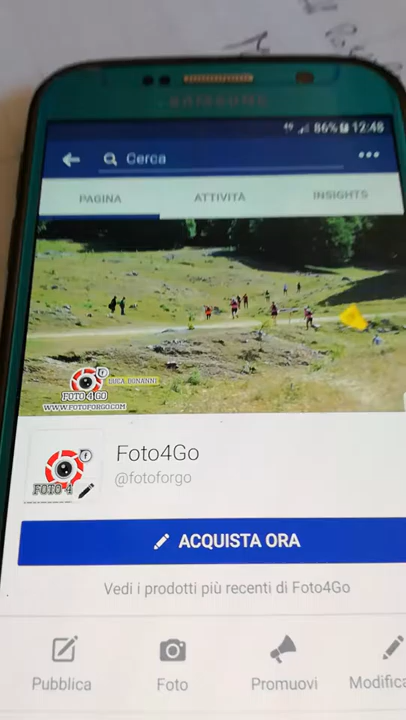 SAMSUNG
4G 86% 12:48
Cerca
PAGINA ATTIVITÀ INSIGHTS
LUCA BONANNI
FOTO 4 GO
WWW.FOTOFORGO.COM
Foto4Go
@fotoforgo
FOTO 4
ACQUISTA ORA
Vedi i prodotti più recenti di Foto4Go
Pubblica Foto Promuovi Modifica